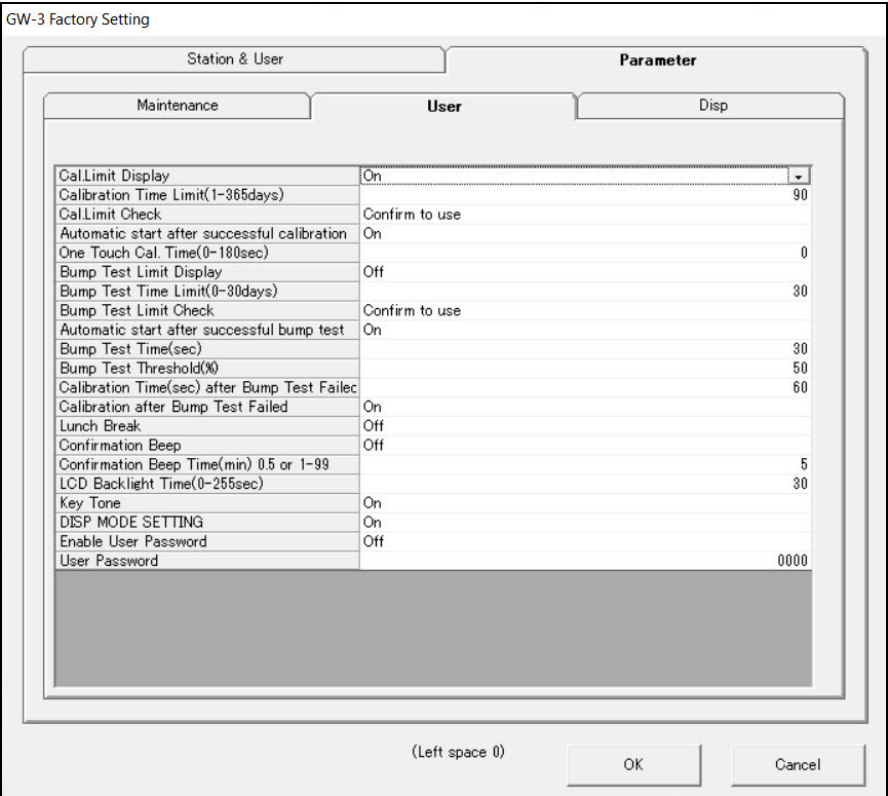 GW-3 Factory Setting
Station & User Parameter
Maintenance User Disp
Cal.Limit Display On
Calibration Time Limit(1-365days) 90
Cal.Limit Check Confirm to use
Automatic start after successful calibration On
One Touch Cal. Time(0-180sec) 0
Bump Test Limit Display Off
Bump Test Time Limit(0-30days) 30
Bump Test Limit Check Confirm to use
Automatic start after successful bump test On
Bump Test Time(sec) 30
Bump Test Threshold(%) 50
Calibration Time(sec) after Bump Test Failec 60
Calibration after Bump Test Failed On
Lunch Break Off
Confirmation Beep Off
Confirmation Beep Time(min) 0.5 or 1-99 5
LCD Backlight Time(0-255sec) 30
Key Tone On
DISP MODE SETTING On
Enable User Password Off
User Password 0000
(Left space 0) OK Cancel